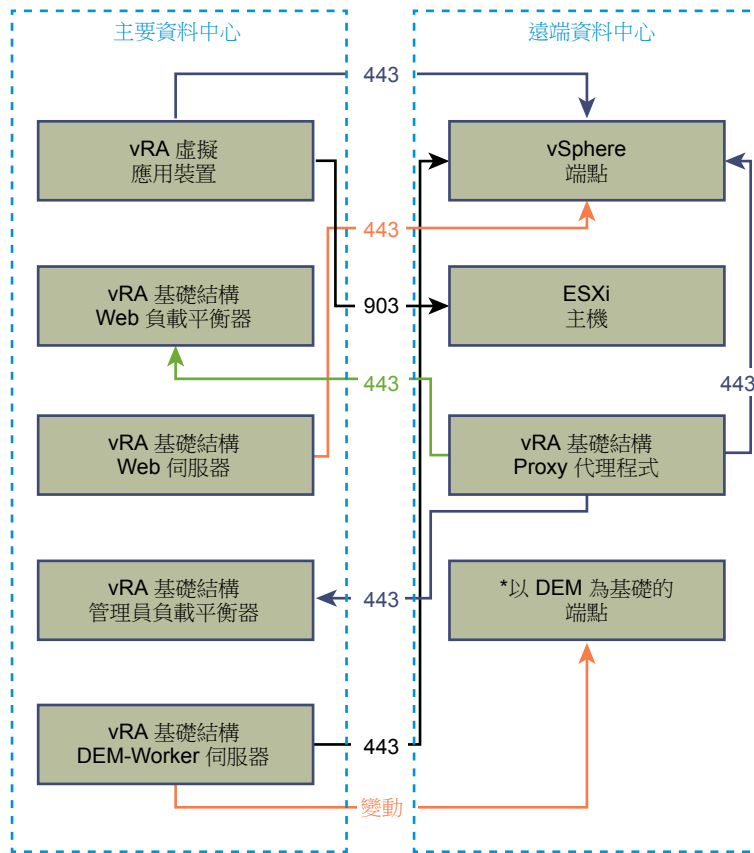 主要資料中心
遠端資料中心
443
vRA 虛擬
應用裝置
vSphere
端點
443
vRA 基礎結構
Web 負載平衡器
903
ESXi
主機
443
443
vRA 基礎結構
Web 伺服器
vRA 基礎結構
Proxy 代理程式
vRA 基礎結構
管理員負載平衡器
443
*以 DEM 為基礎的
端點
vRA 基礎結構
DEM-Worker 伺服器
443
變動